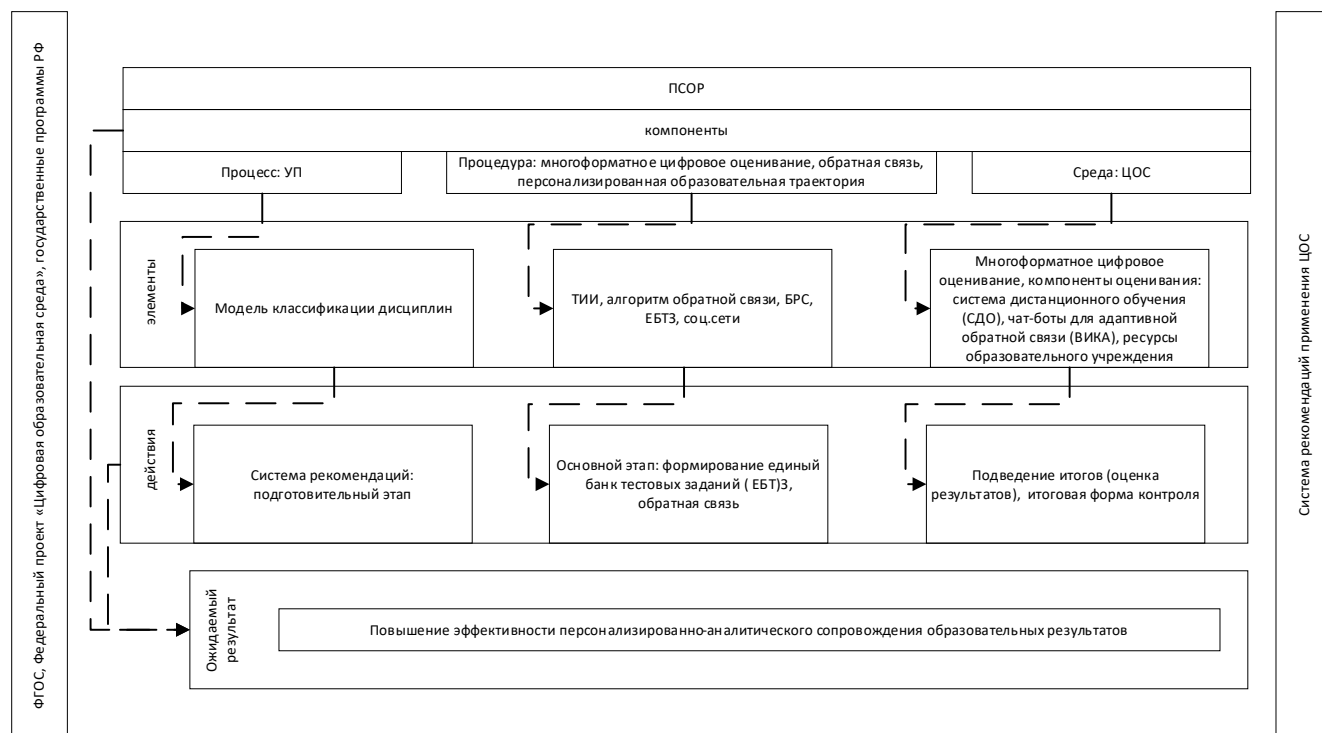 ФГОС, Федеральный проект «Цифровая образовательная среда», государственные программы РФ
ПСОР
компоненты
Процесс: УП
Процедура: многоформатное цифровое оценивание, обратная связь,
персонализированная образовательная траектория
Среда: ЦОС
элементы
Модель классификации дисциплин
ТИИ, алгоритм обратной связи, БРС,
ЕБТЗ, соц.сети
Многоформатное цифровое
оценивание, компоненты оценивания:
система дистанционного обучения
(СДО), чат-боты для адаптивной
обратной связи (ВИКА), ресурсы
образовательного учреждения
действия
Система рекомендаций:
подготовительный этап
Основной этап: формирование единый
банк тестовых заданий ( ЕБТ)З,
обратная связь
Подведение итогов (оценка
результатов), итоговая форма контроля
Ожидаемый
результат
Повышение эффективности персонализированно-аналитического сопровождения образовательных результатов
Система рекомендаций применения ЦОС